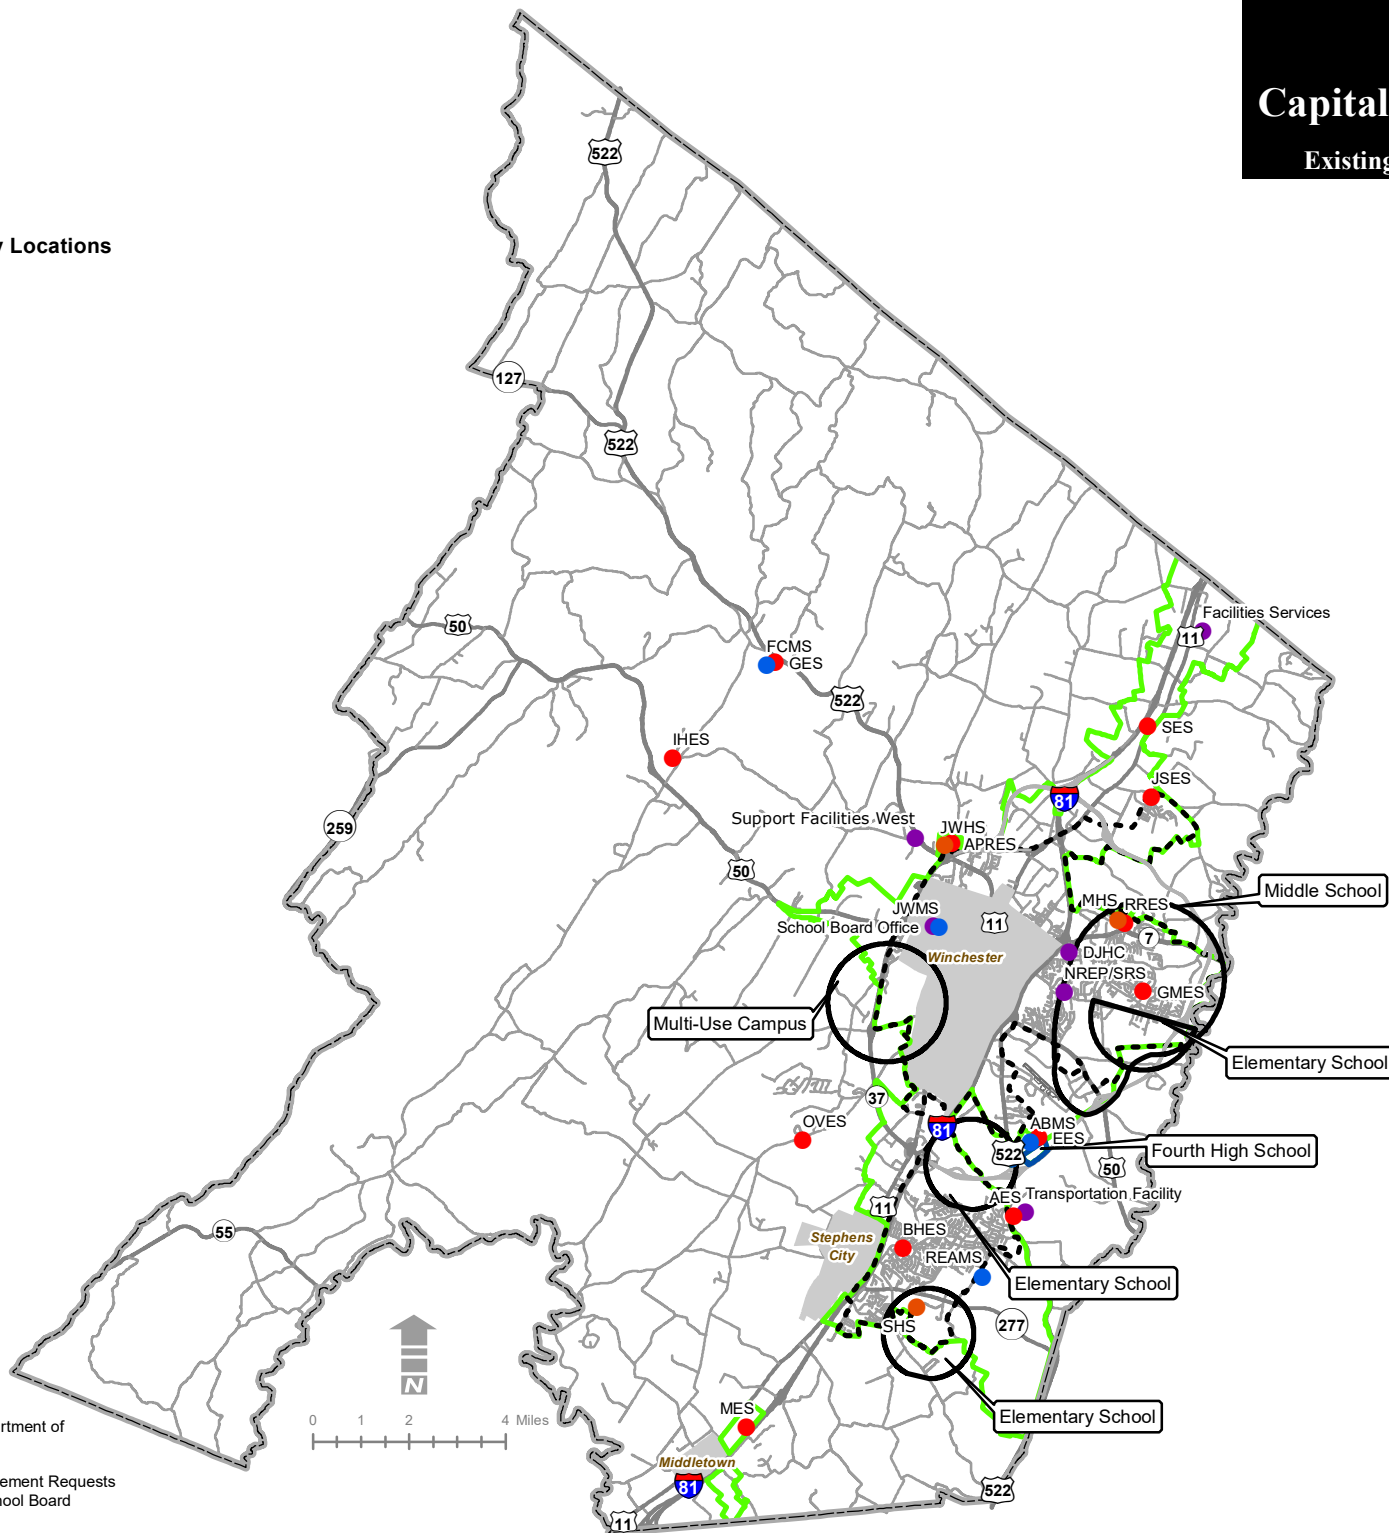 Capital
Existing
Locations
522
127
522
50
Facilities Services
11
FCMS
GES
522
SES
IHES
JSES
81
259
Support Facilities West
JWHS
APRES
50
Middle School
MHS
RRES
JWMS
School Board Office
11
7
Winchester
DJHC
NREP/SRS
GMES
Multi-Use Campus
Elementary School
37
OVES
81
ABMS
EES
522
Fourth High School
50
AES
Transportation Facility
11
55
BHES
Stephens
City
REAMS
Elementary School
277
SHS
N
MES
Elementary School
0 1 2 4 Miles
rtment of
Middletown
ement Requests
81
hool Board
522
11